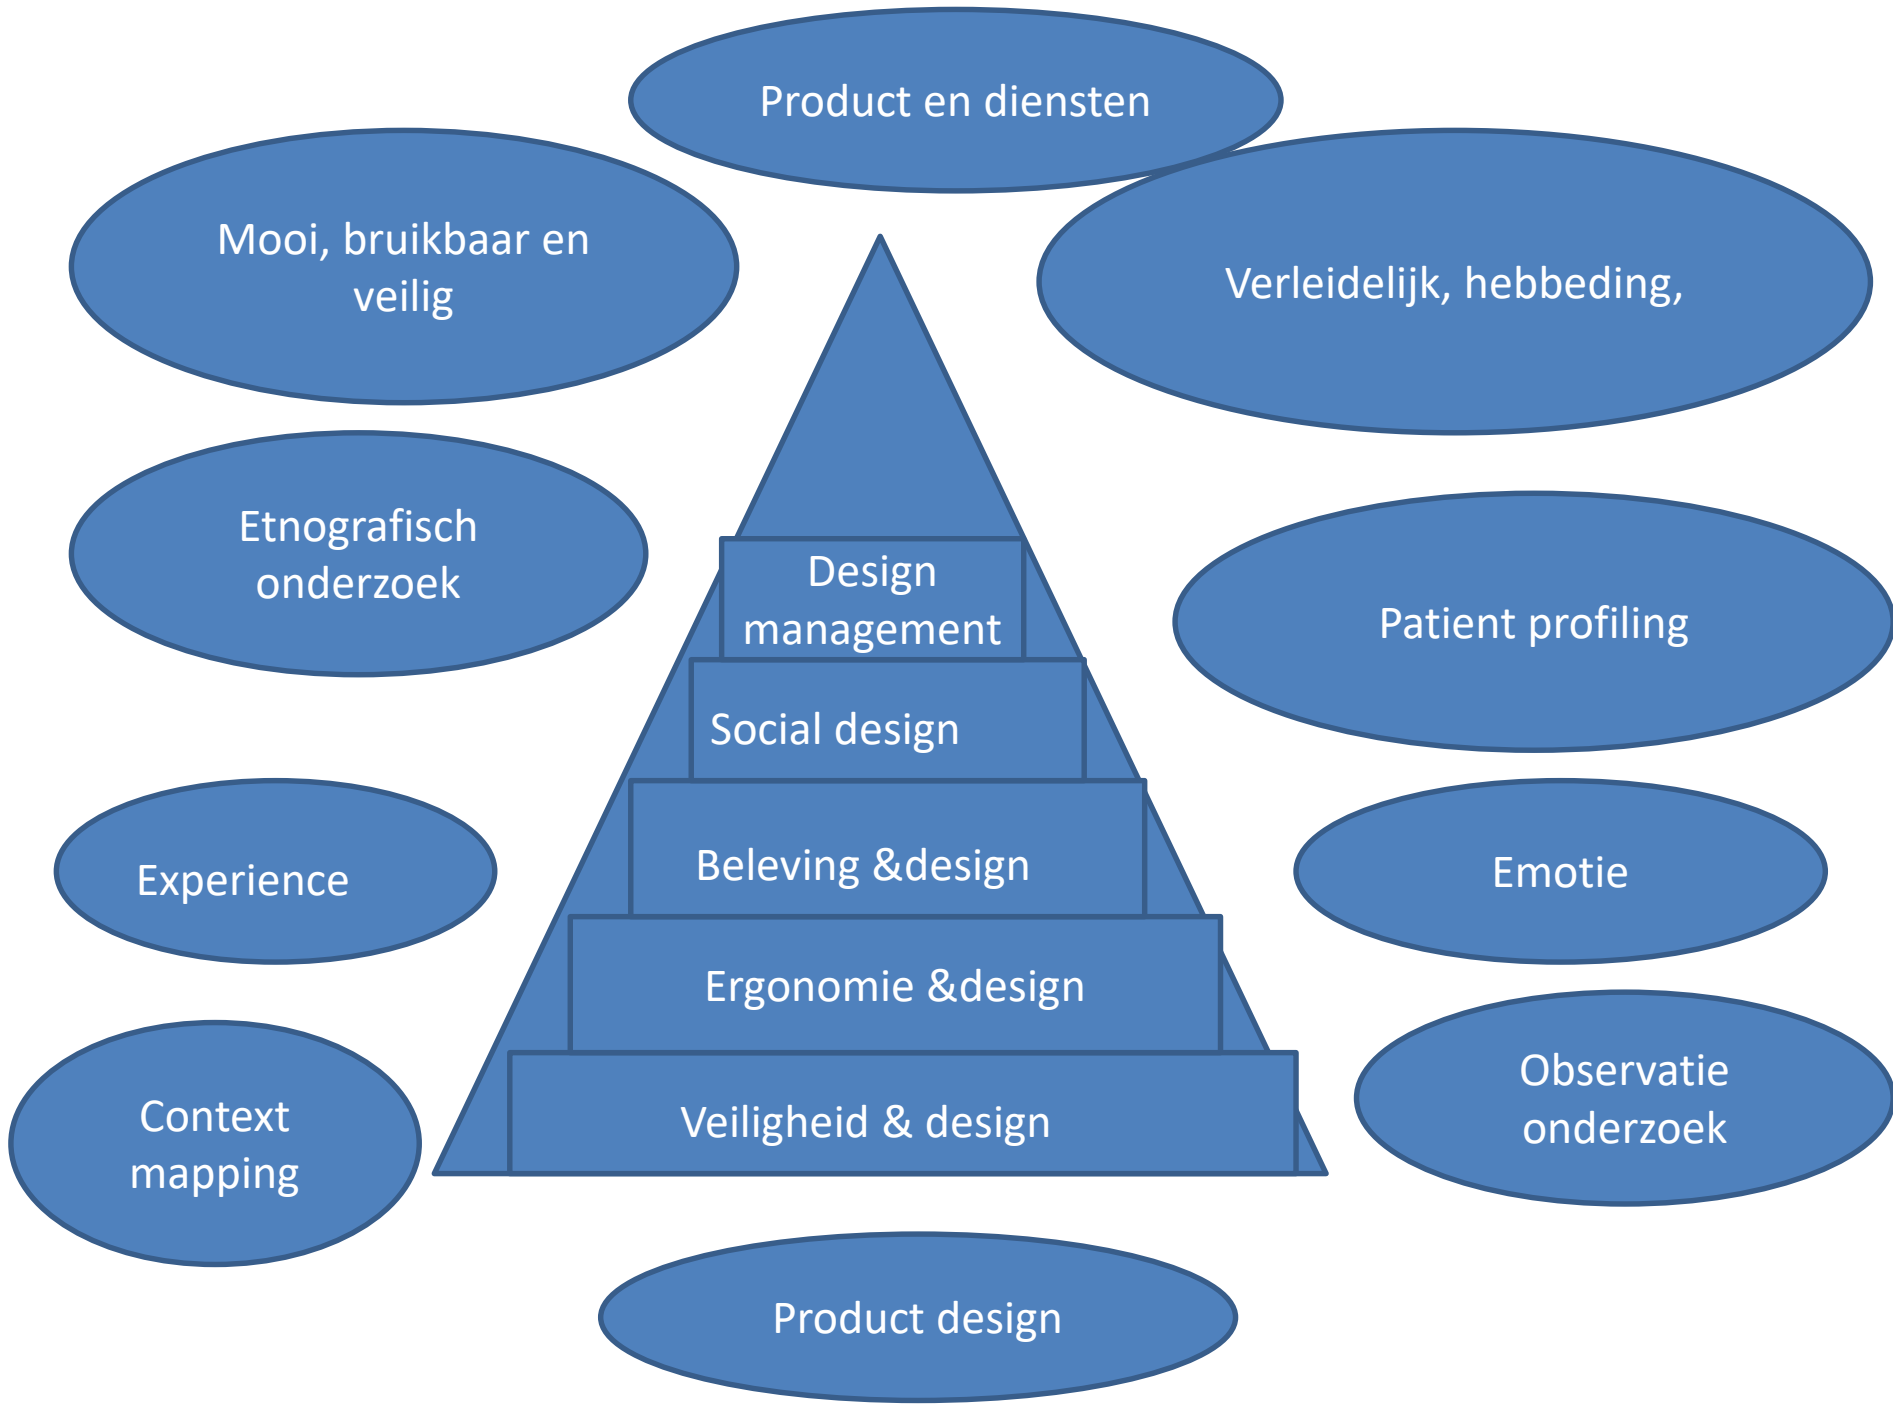 Product en diensten
Mooi, bruikbaar en
veilig
Verleidelijk, hebbeding,
Etnografisch
onderzoek
Design
management
Patient profiling
Social design
Experience
Beleving &design
Emotie
Ergonomie &design
Context
mapping
Veiligheid & design
Observatie
onderzoek
Product design